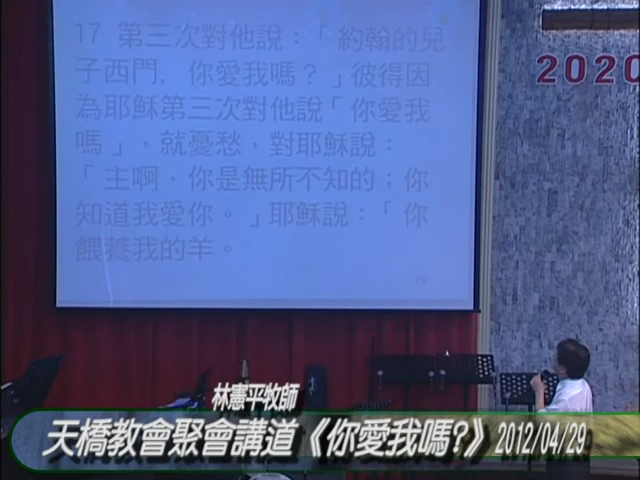 17 第三次對他說：「約翰的兒
子西門，你愛我嗎？」彼得因
為耶穌第三次對他說「你愛我
嗎」，就憂愁，對耶穌說：
「主啊，你是無所不知的；你
知道我愛你。」耶穌說：「你
餵養我的羊。
2020
林憲平牧師
天橋教會聚會講道《你愛我嗎?》2012/04/29